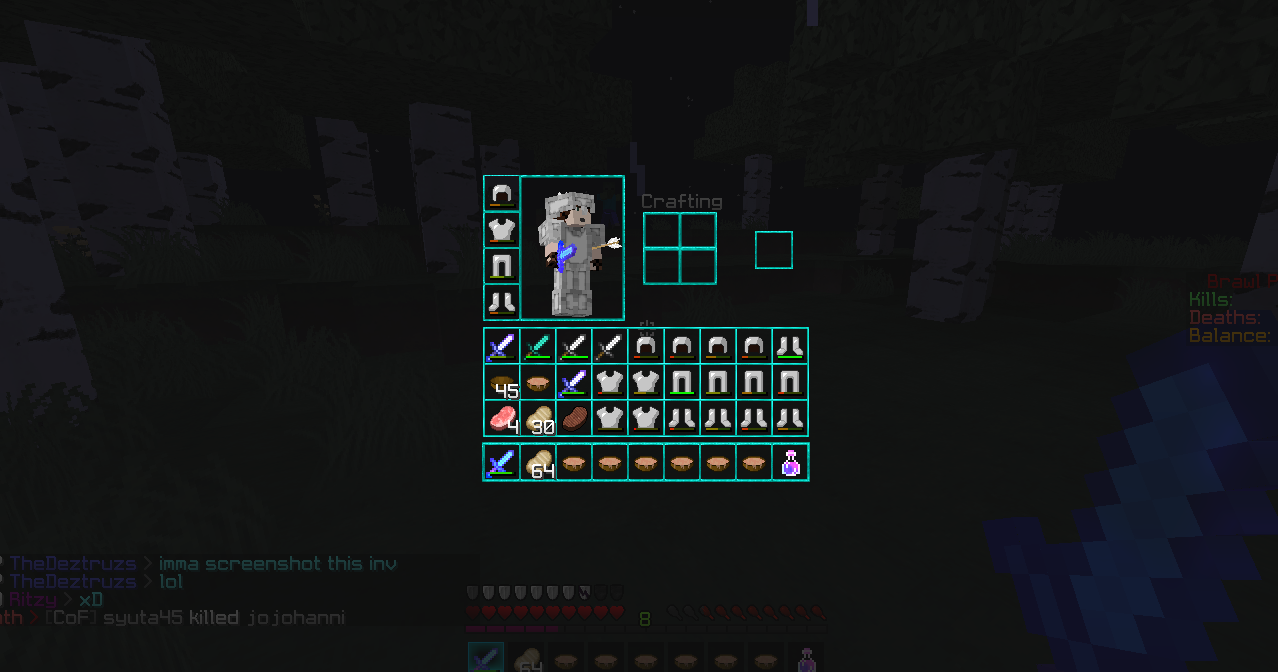 Crafting
Kills:
Deaths:
Balance:
45
4
30
64
TheDeztruzs > imma screenshot this inv
TheDeztruzs > lol
Ritzy > xD
ath > [CoF] syuta45 killed jojohanni
8
64